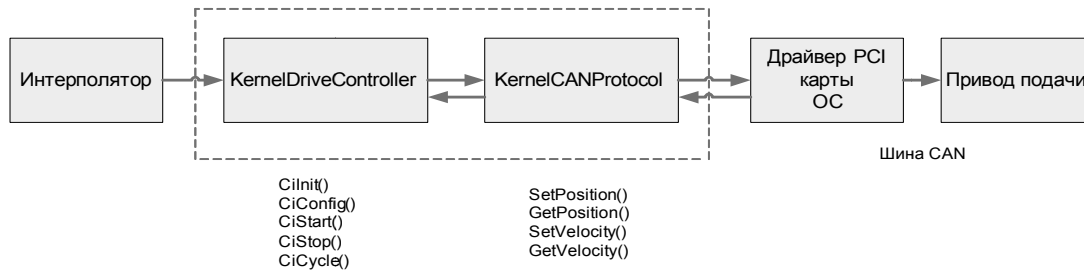 Интерполятор
KernelDriveController
KernelCANProtocol
Драйвер PCI
карты
ОС
Привод подачи
Шина CAN
CiInit()
CiConfig()
CiStart()
CiStop()
CiCycle()
SetPosition()
GetPosition()
SetVelocity()
GetVelocity()